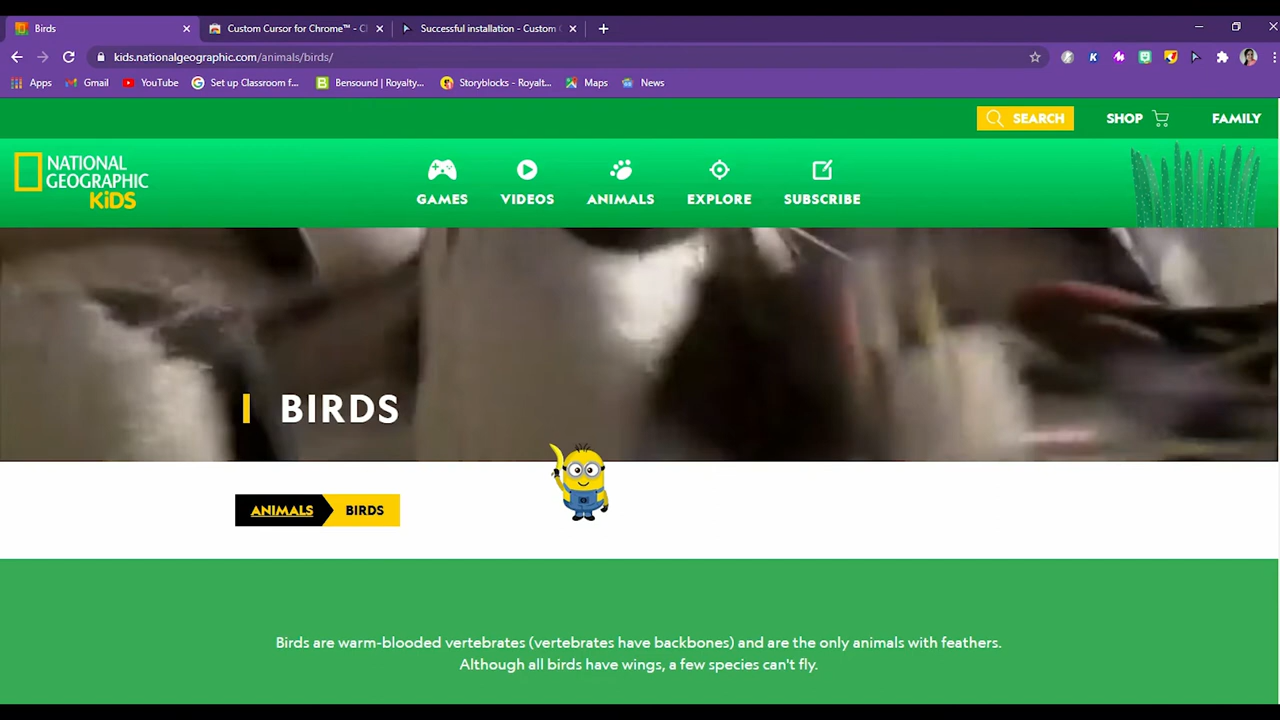 Birds
Custom Cursor for Chrome™ - C
Successful installation - Custom
kids.nationalgeographic.com/animals/birds/
Apps
Gmail
YouTube
Set up Classroom f...
Bensound | Royalty...
Storyblocks - Royalt...
Maps
News
SEARCH
SHOP
FAMILY
NATIONAL
GEOGRAPHIC
KiDS
GAMES
VIDEOS
ANIMALS
EXPLORE
SUBSCRIBE
BIRDS
ANIMALS
BIRDS
Birds are warm-blooded vertebrates (vertebrates have backbones) and are the only animals with feathers.
Although all birds have wings, a few species can't fly.